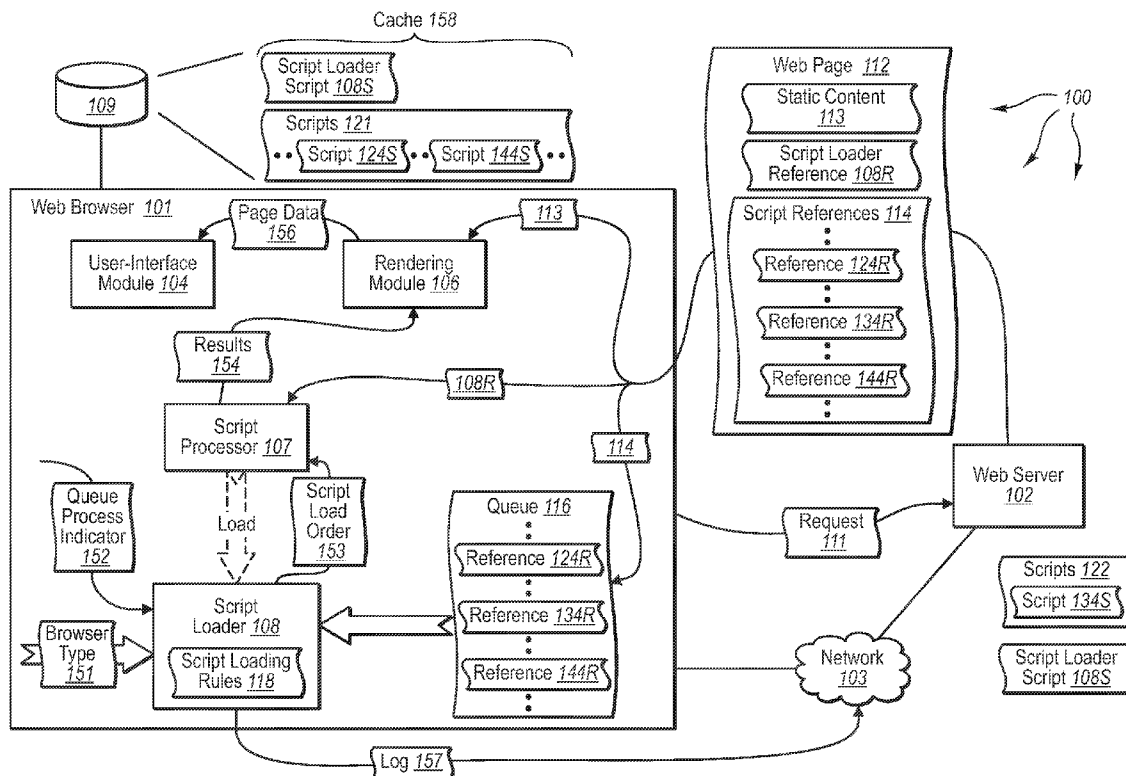 Cache 158
109
Script Loader
Script 108S
Scripts 121
Script 124S
Script 144S
Web Page 112
Static Content
113
Script Loader
Reference 108R
Script References 114
Reference 124R
Reference 134R
Reference 144R
100
Web Browser 101
Page Data
156
113
User-Interface
Module 104
Rendering
Module 106
Results
154
108R
Script
Processor 107
114
Queue
Process
Indicator
152
Load
Script
Load
Order
153
Queue 116
Reference 124R
Reference 134R
Reference 144R
Request
111
Web Server
102
Scripts 122
Script 134S
Script Loader
Script 108S
Browser
Type
151
Script
Loader 108
Script Loading
Rules 118
Network
103
Log 157